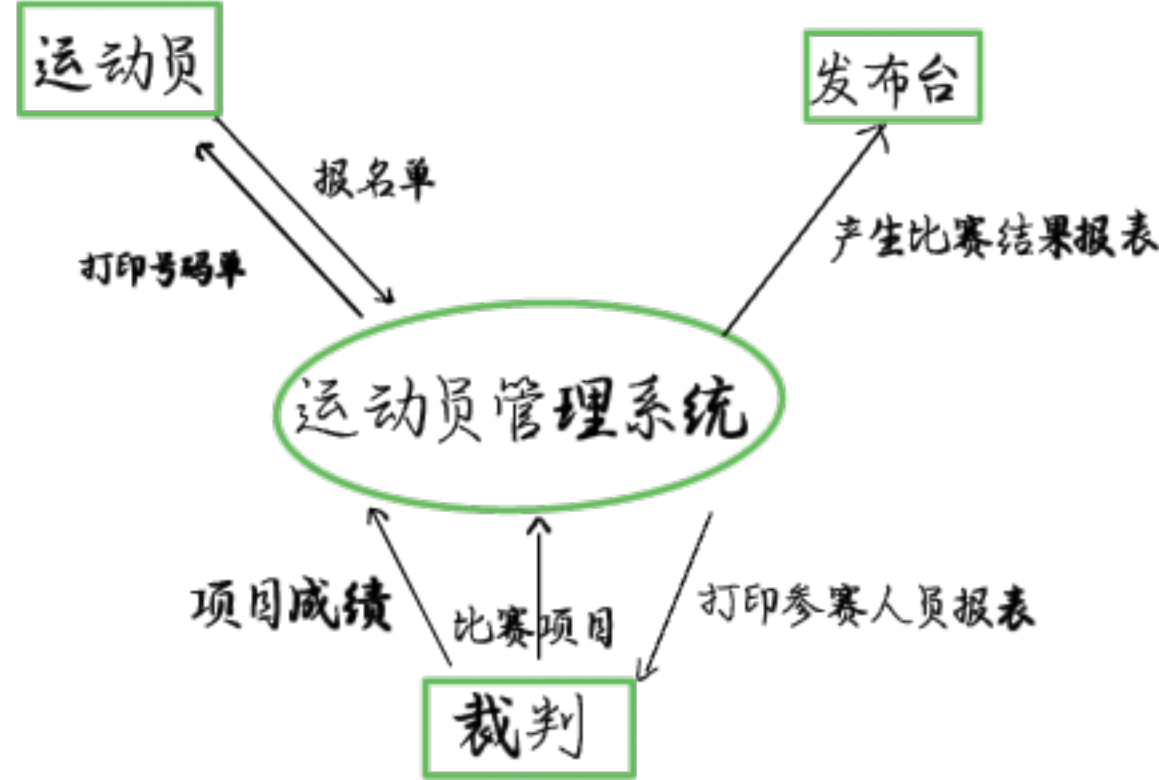 运动员
发布台
报名单
产生比赛结果报表
打印号码单
运动员管理系统
项目成绩
比赛项目
打印参赛人员报表
裁判